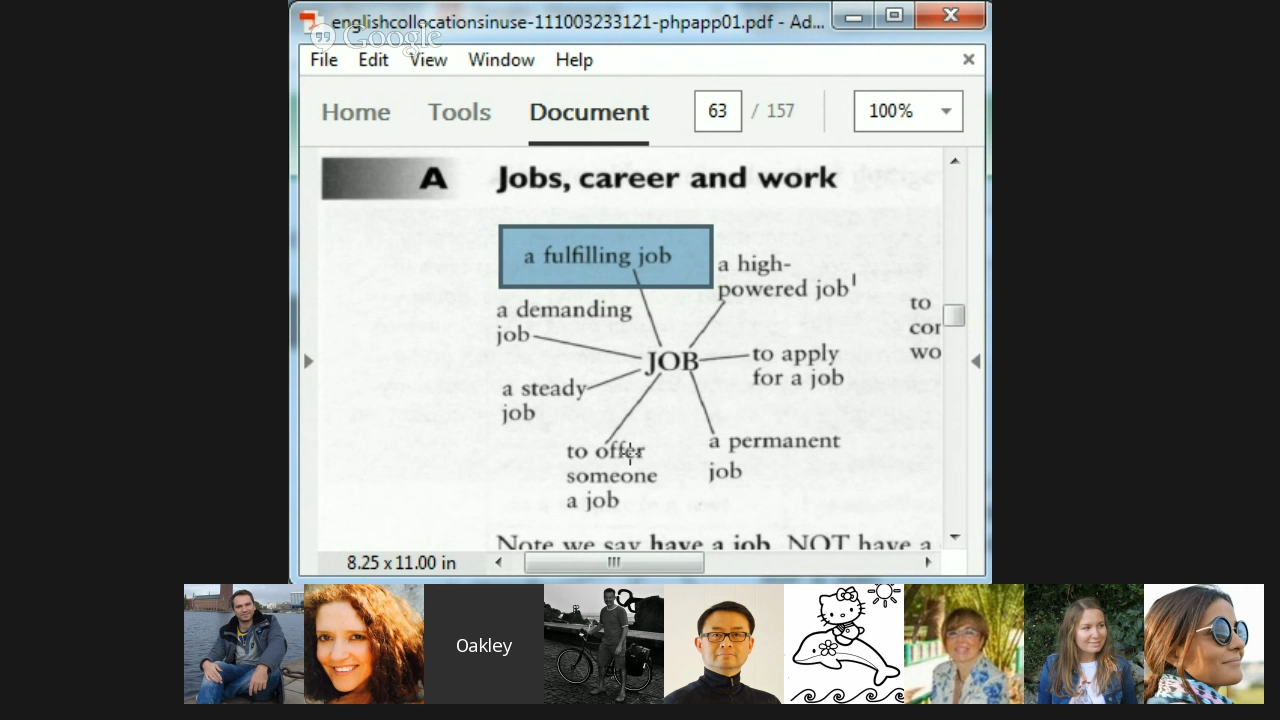 englishcollocationsinuse-111003233121-phpapp01.pdf - Ad...
Google
File Edit View Window Help
Home Tools Document 63 / 157 100%
A Jobs, career and work
a fulfilling job
a high-
powered job¹
a demanding
job
to
cor
wo
JOB
to apply
for a job
a steady
job
to offer
someone
a job
a permanent
job
Note we say have a job NOT have a
8.25 x 11.00 in
Oakley